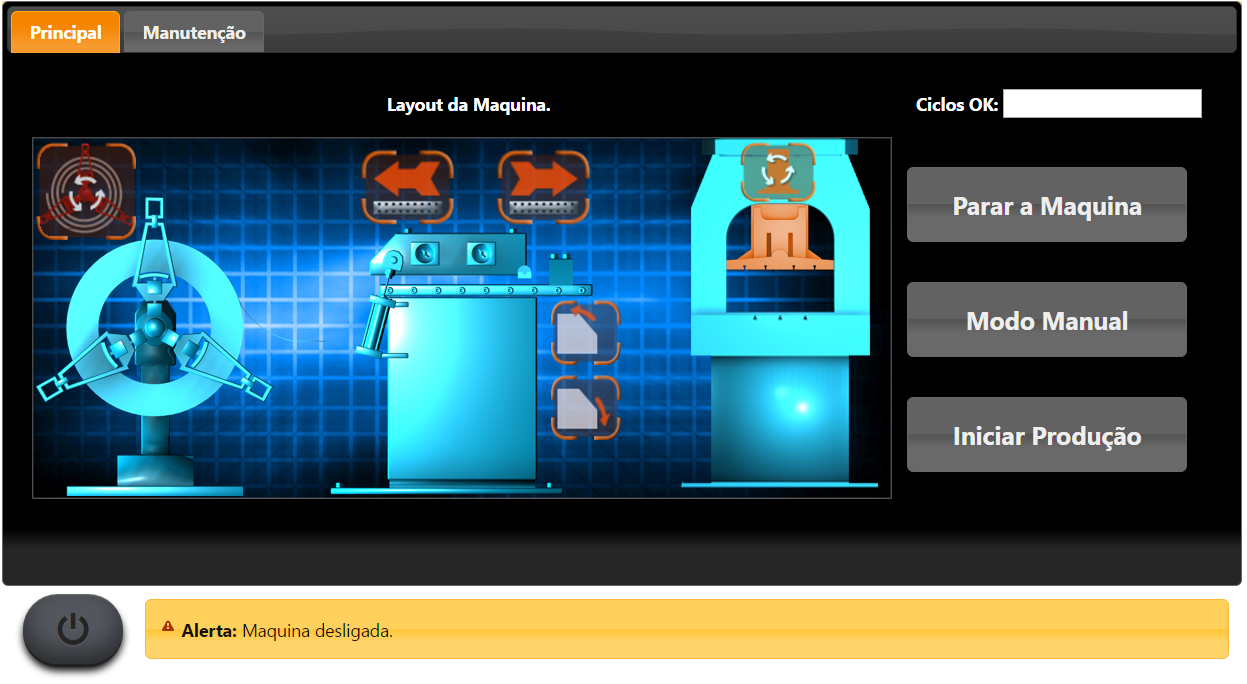 Principal
Manutenção
Layout da Maquina.
Ciclos OK:
Parar a Maquina
Modo Manual
Iniciar Produção
Alerta: Maquina desligada.